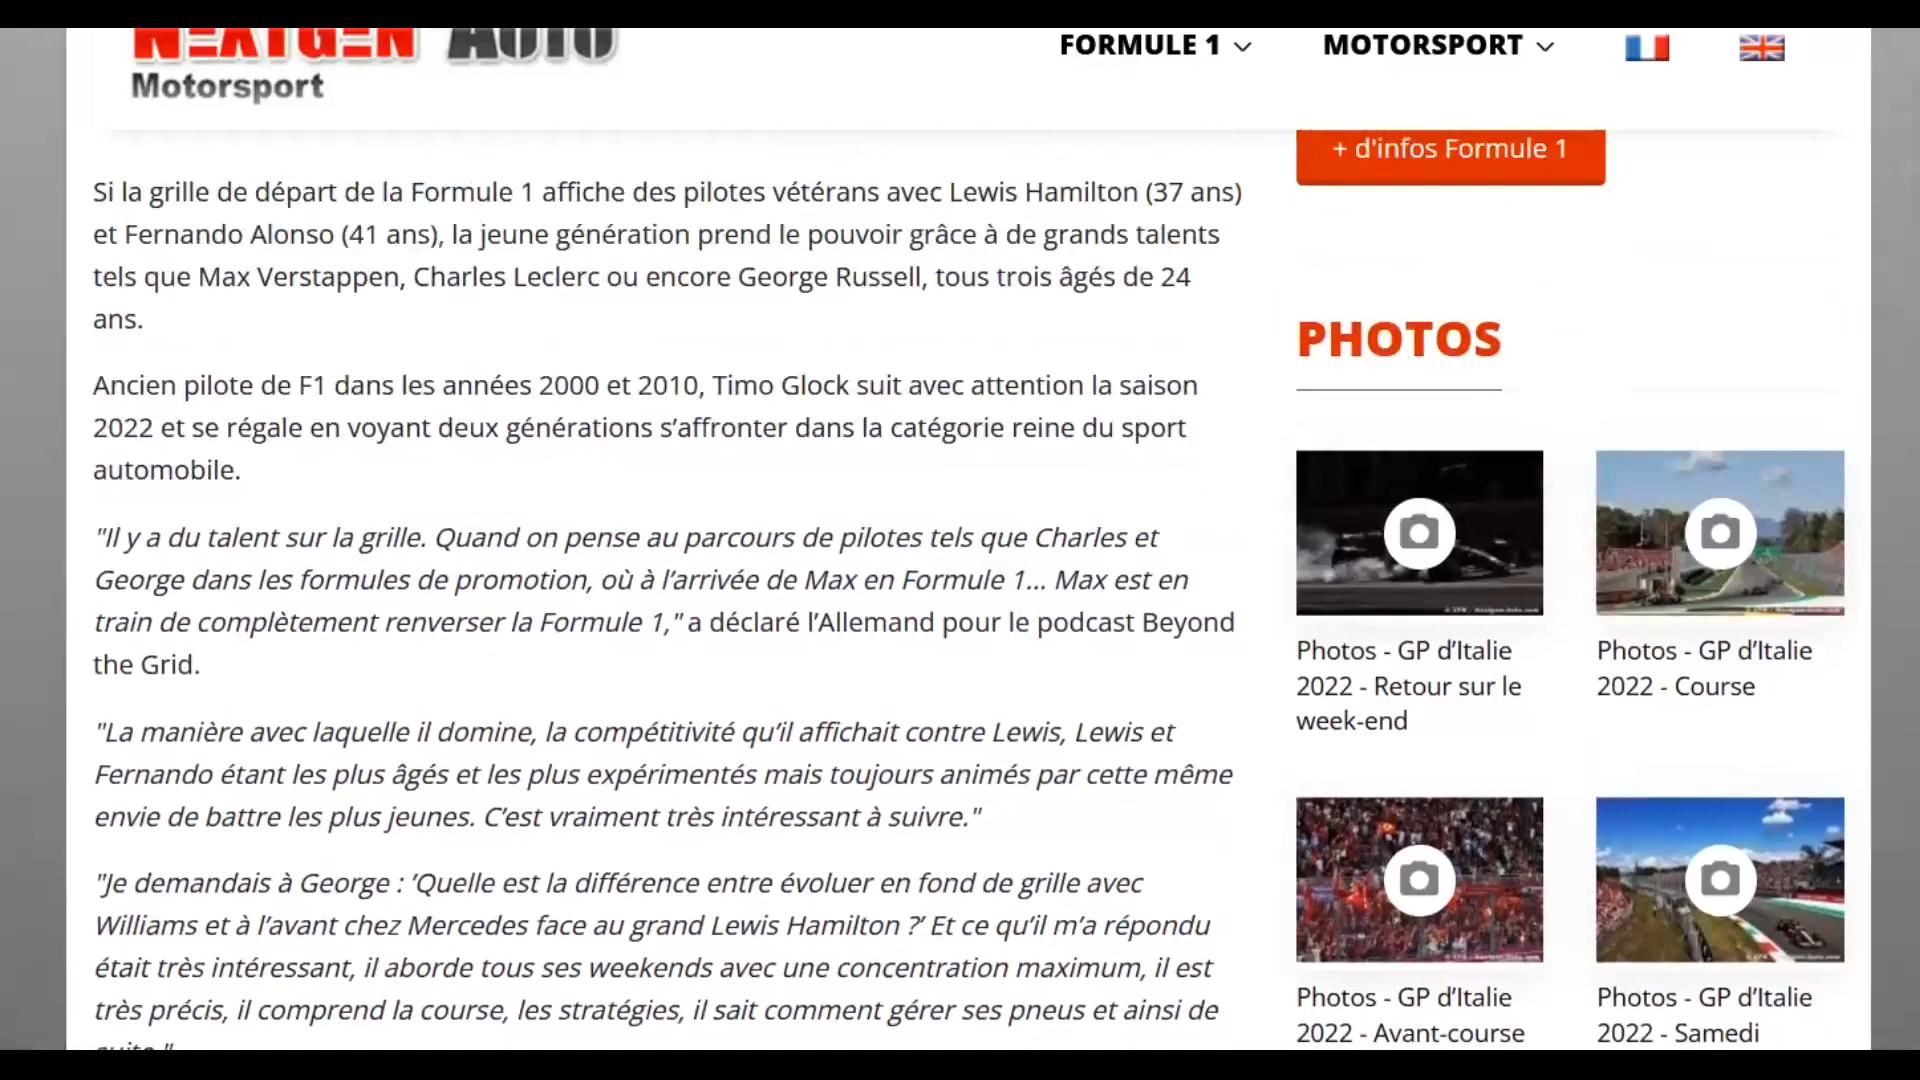 NEXTGEN AUTO
Motorsport
FORMULE 1
MOTORSPORT
+ d'infos Formule 1
Si la grille de départ de la Formule 1 affiche des pilotes vétérans avec Lewis Hamilton (37 ans)
et Fernando Alonso (41 ans), la jeune génération prend le pouvoir grâce à de grands talents
tels que Max Verstappen, Charles Leclerc ou encore George Russell, tous trois âgés de 24
ans.
Ancien pilote de F1 dans les années 2000 et 2010, Timo Glock suit avec attention la saison
2022 et se régale en voyant deux générations s’affronter dans la catégorie reine du sport
automobile.
"Il y a du talent sur la grille. Quand on pense au parcours de pilotes tels que Charles et
George dans les formules de promotion, où à l’arrivée de Max en Formule 1... Max est en
train de complètement renverser la Formule 1," a déclaré l’Allemand pour le podcast Beyond
the Grid.
"La manière avec laquelle il domine, la compétitivité qu’il affichait contre Lewis, Lewis et
Fernando étant les plus âgés et les plus expérimentés mais toujours animés par cette même
envie de battre les plus jeunes. C’est vraiment très intéressant à suivre."
"Je demandais à George : ‘Quelle est la différence entre évoluer en fond de grille avec
Williams et à l’avant chez Mercedes face au grand Lewis Hamilton ?’ Et ce qu’il m’a répondu
était très intéressant, il aborde tous ses weekends avec une concentration maximum, il est
très précis, il comprend la course, les stratégies, il sait comment gérer ses pneus et ainsi de
suite."
PHOTOS
Photos - GP d’Italie
2022 - Retour sur le
week-end
Photos - GP d’Italie
2022 - Course
Photos - GP d’Italie
2022 - Avant-course
Photos - GP d’Italie
2022 - Samedi